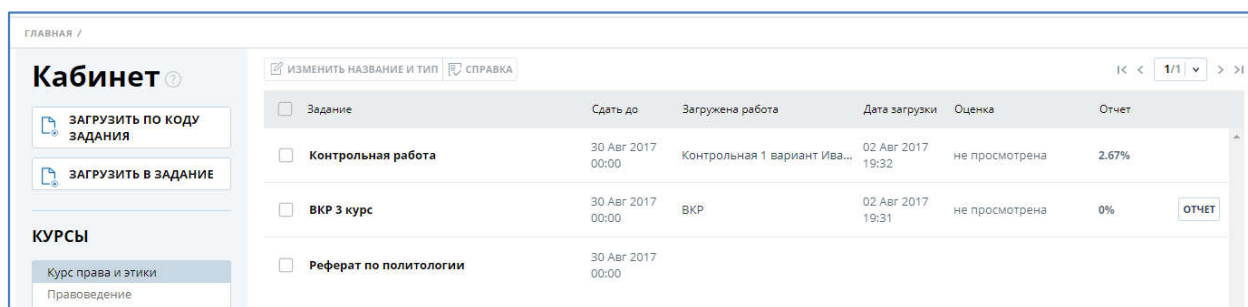 ГЛАВНАЯ /
Кабинет ?
ЗАГРУЗИТЬ ПО КОДУ
ЗАДАНИЯ
ЗАГРУЗИТЬ В ЗАДАНИЕ
КУРСЫ
Курс права и этики
Правоведение
ИЗМЕНИТЬ НАЗВАНИЕ И ТИП СПРАВКА 1/1
Задание Сдать до Загружена работа Дата загрузки Оценка Отчет
Контрольная работа 30 Авг 2017 00:00 Контрольная 1 вариант Ива... 02 Авг 2017 19:32 не просмотрена 2.67%
ВКР 3 курс 30 Авг 2017 00:00 ВКР 02 Авг 2017 19:31 не просмотрена 0% ОТЧЕТ
Реферат по политологии 30 Авг 2017 00:00